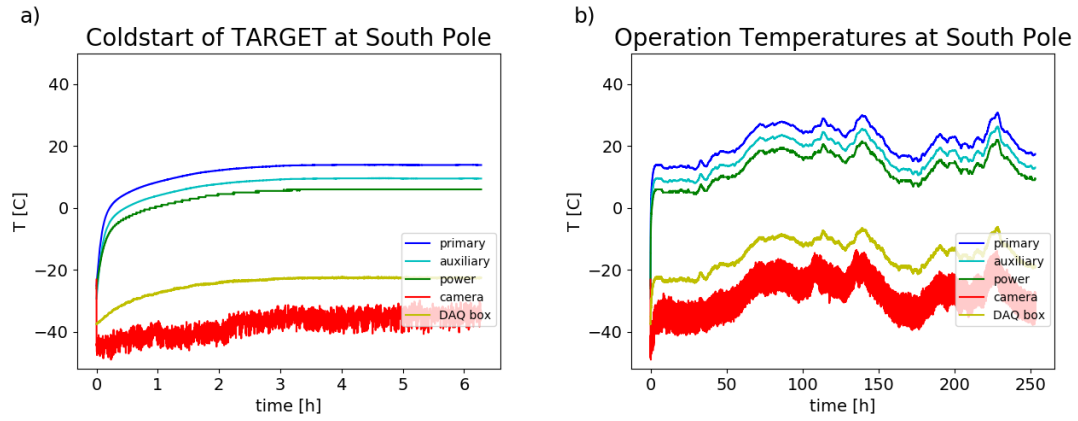 a)
Coldstart of TARGET at South Pole
40
20
0
−20
−40
T [C]
primary
auxiliary
power
camera
DAQ box
0 1 2 3 4 5 6
time [h]
b)
Operation Temperatures at South Pole
40
20
0
−20
−40
T [C]
primary
auxiliary
power
camera
DAQ box
0 50 100 150 200 250
time [h]